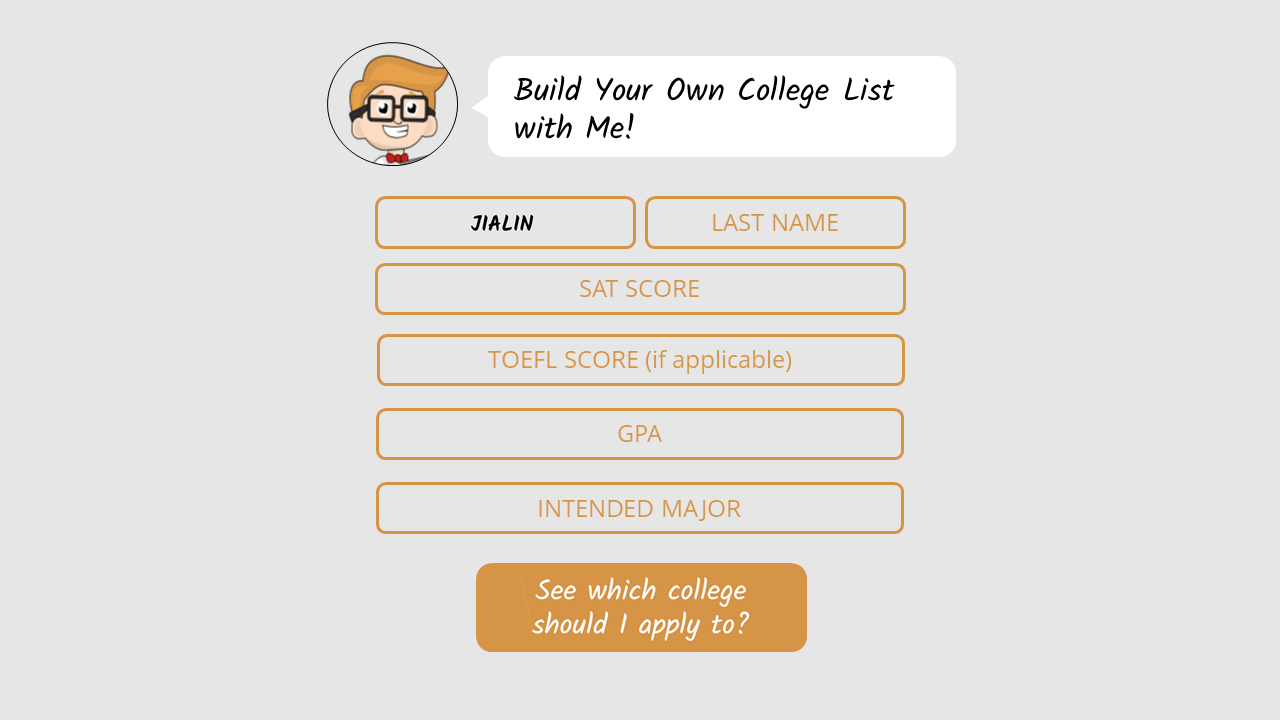 Build Your Own College List
with Me!
JIALIN
LAST NAME
SAT SCORE
TOEFL SCORE (if applicable)
GPA
INTENDED MAJOR
See which college
should I apply to?